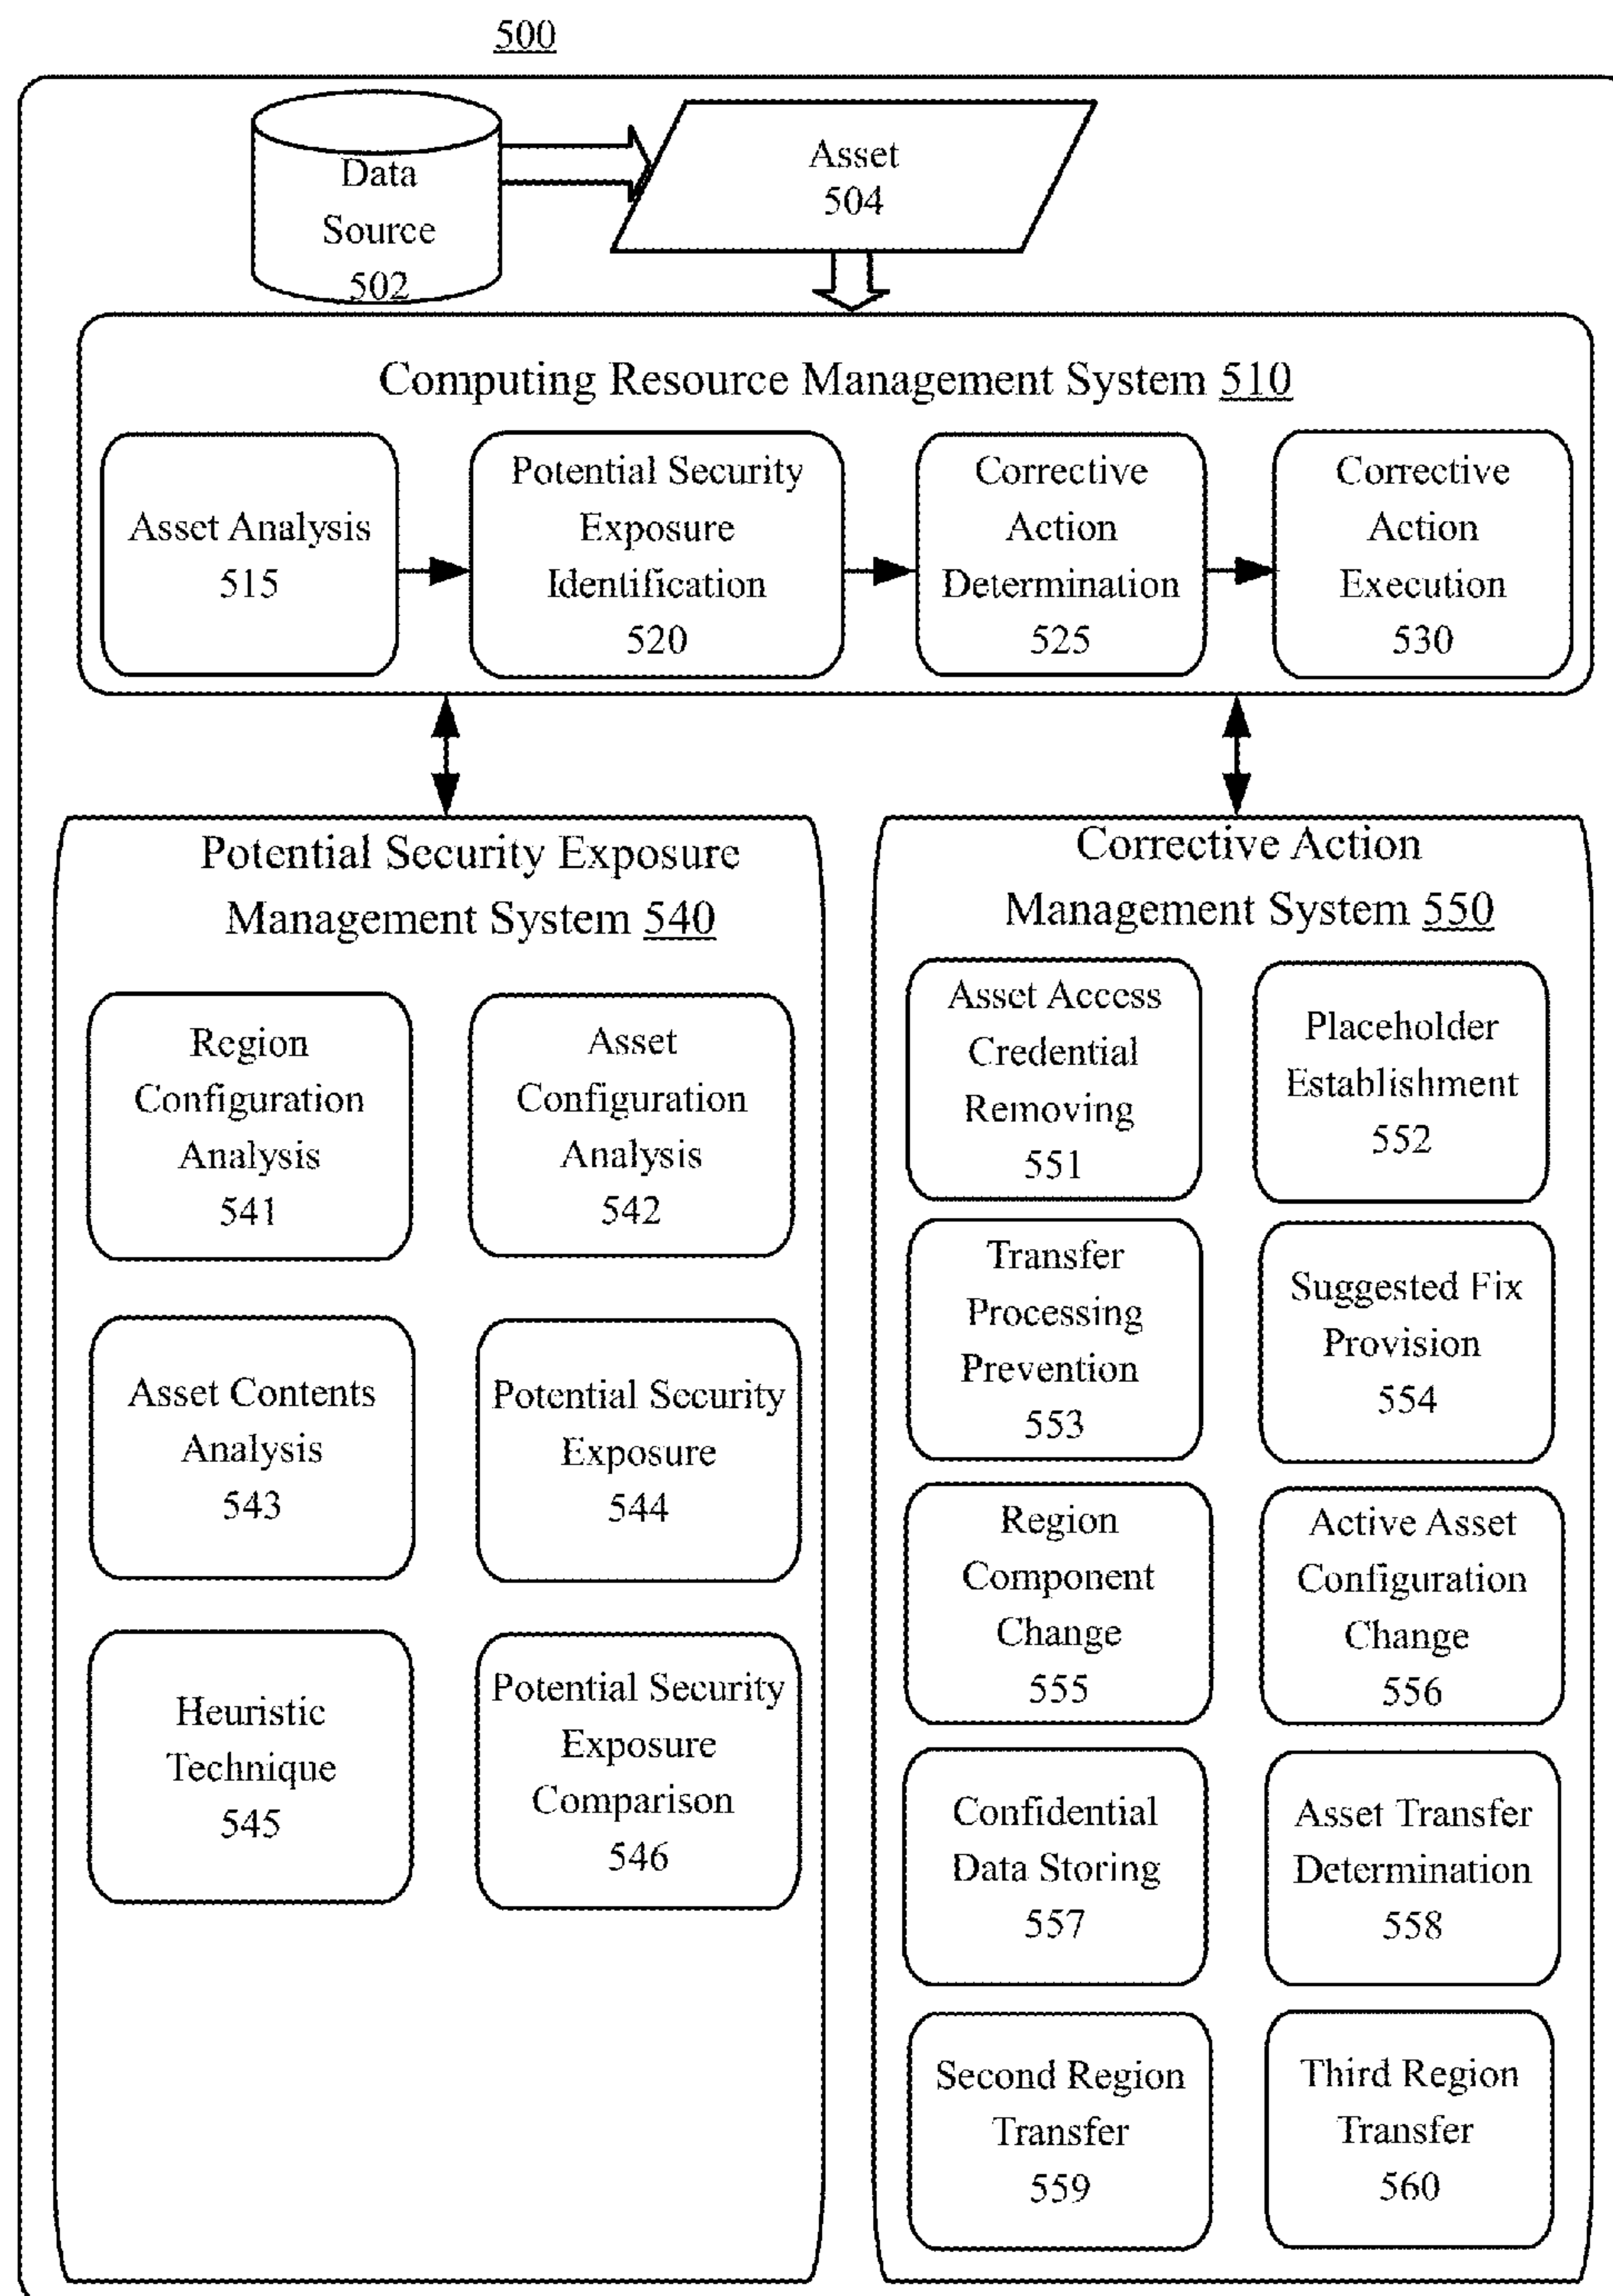 500
Data
Source
502
Asset
504
Computing Resource Management System 510
Asset Analysis
515
Potential Security
Exposure
Identification
520
Corrective
Action
Determination
525
Corrective
Action
Execution
530
Potential Security Exposure
Management System 540
Region
Configuration
Analysis
541
Asset
Configuration
Analysis
542
Asset Contents
Analysis
543
Potential Security
Exposure
544
Heuristic
Technique
545
Potential Security
Exposure
Comparison
546
Corrective Action
Management System 550
Asset Access
Credential
Removing
551
Placeholder
Establishment
552
Transfer
Processing
Prevention
553
Suggested Fix
Provision
554
Region
Component
Change
555
Active Asset
Configuration
Change
556
Confidential
Data Storing
557
Asset Transfer
Determination
558
Second Region
Transfer
559
Third Region
Transfer
560